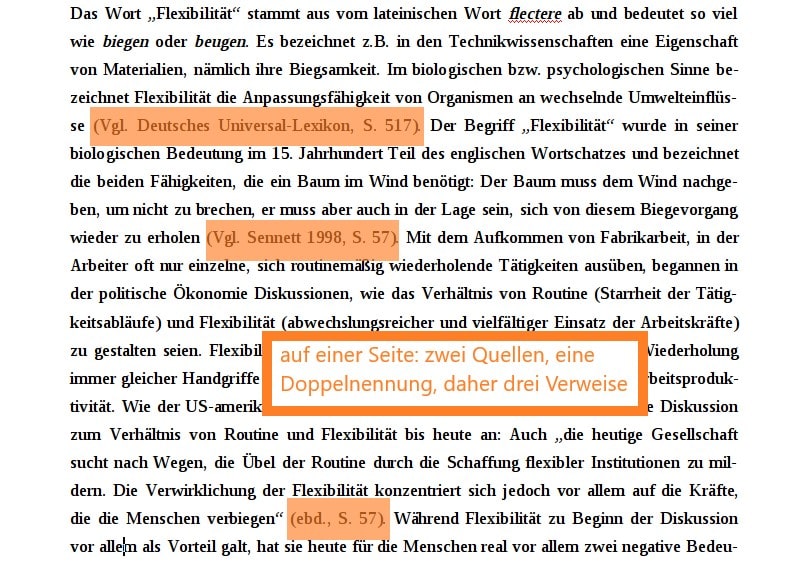 Das Wort „Flexibilität“ stammt aus vom lateinischen Wort flectere ab und bedeutet so viel
wie biegen oder beugen. Es bezeichnet z.B. in den Technikwissenschaften eine Eigenschaft
von Materialien, nämlich ihre Biegsamkeit. Im biologischen bzw. psychologischen Sinne be-
zeichnet Flexibilität die Anpassungsfähigkeit von Organismen an wechselnde Umwelteinflüs-
se (Vgl. Deutsches Universal-Lexikon, S. 517). Der Begriff „Flexibilität“ wurde in seiner
biologischen Bedeutung im 15. Jahrhundert Teil des englischen Wortschatzes und bezeichnet
die beiden Fähigkeiten, die ein Baum im Wind benötigt: Der Baum muss dem Wind nachge-
ben, um nicht zu brechen, er muss aber auch in der Lage sein, sich von diesem Biegevorgang
wieder zu erholen (Vgl. Sennett 1998, S. 57). Mit dem Aufkommen von Fabrikarbeit, in der
Arbeiter oft nur einzelne, sich routinemäßig wiederholende Tätigkeiten ausüben, begannen in
der politische Ökonomie Diskussionen, wie das Verhältnis von Routine (Starrheit der Tätig-
keitsabläufe) und Flexibilität (abwechslungsreicher und vielfältiger Einsatz der Arbeitskräfte)
zu gestalten seien. Flexibil Wiederholung
immer gleicher Handgriffe beitsproduk-
tivität. Wie der US-amerik e Diskussion
auf einer Seite: zwei Quellen, eine
Doppelnennung, daher drei Verweise
zum Verhältnis von Routine und Flexibilität bis heute an: Auch „die heutige Gesellschaft
sucht nach Wegen, die Übel der Routine durch die Schaffung flexibler Institutionen zu mil-
dern. Die Verwirklichung der Flexibilität konzentriert sich jedoch vor allem auf die Kräfte,
die die Menschen verbiegen“ (ebd., S. 57). Während Flexibilität zu Beginn der Diskussion
vor allem als Vorteil galt, hat sie heute für die Menschen real vor allem zwei negative Bedeu-